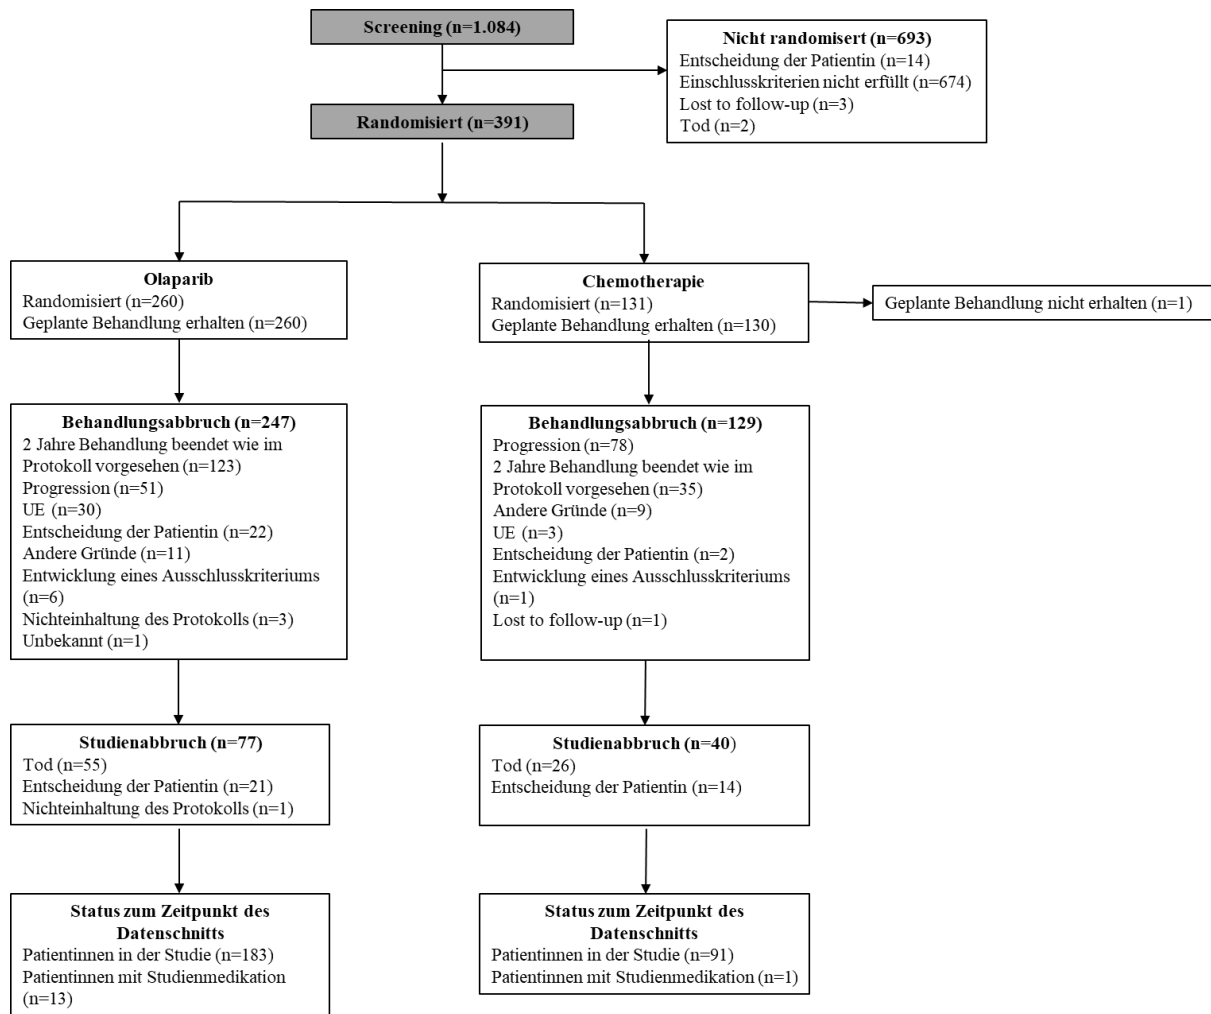 Screening (n=1.084)
Nicht randomisert (n=693)
Entscheidung der Patientin (n=14)
Einschlusskriterien nicht erfüllt (n=674)
Lost to follow-up (n=3)
Tod (n=2)
Randomisiert (n=391)
Olaparib
Randomisiert (n=260)
Geplante Behandlung erhalten (n=260)
Chemotherapie
Randomisiert (n=131)
Geplante Behandlung erhalten (n=130)
Geplante Behandlung nicht erhalten (n=1)
Behandlungsabbruch (n=247)
2 Jahre Behandlung beendet wie im
Protokoll vorgesehen (n=123)
Progression (n=51)
UE (n=30)
Entscheidung der Patientin (n=22)
Andere Gründe (n=11)
Entwicklung eines Ausschlusskriteriums
(n=6)
Nichteinhaltung des Protokolls (n=3)
Unbekannt (n=1)
Behandlungsabbruch (n=129)
Progression (n=78)
2 Jahre Behandlung beendet wie im
Protokoll vorgesehen (n=35)
Andere Gründe (n=9)
UE (n=3)
Entscheidung der Patientin (n=2)
Entwicklung eines Ausschlusskriteriums
(n=1)
Lost to follow-up (n=1)
Studienabbruch (n=77)
Tod (n=55)
Entscheidung der Patientin (n=21)
Nichteinhaltung des Protokolls (n=1)
Studienabbruch (n=40)
Tod (n=26)
Entscheidung der Patientin (n=14)
Status zum Zeitpunkt des
Datenschnitts
Patientinnen in der Studie (n=183)
Patientinnen mit Studienmedikation
(n=13)
Status zum Zeitpunkt des
Datenschnitts
Patientinnen in der Studie (n=91)
Patientinnen mit Studienmedikation (n=1)